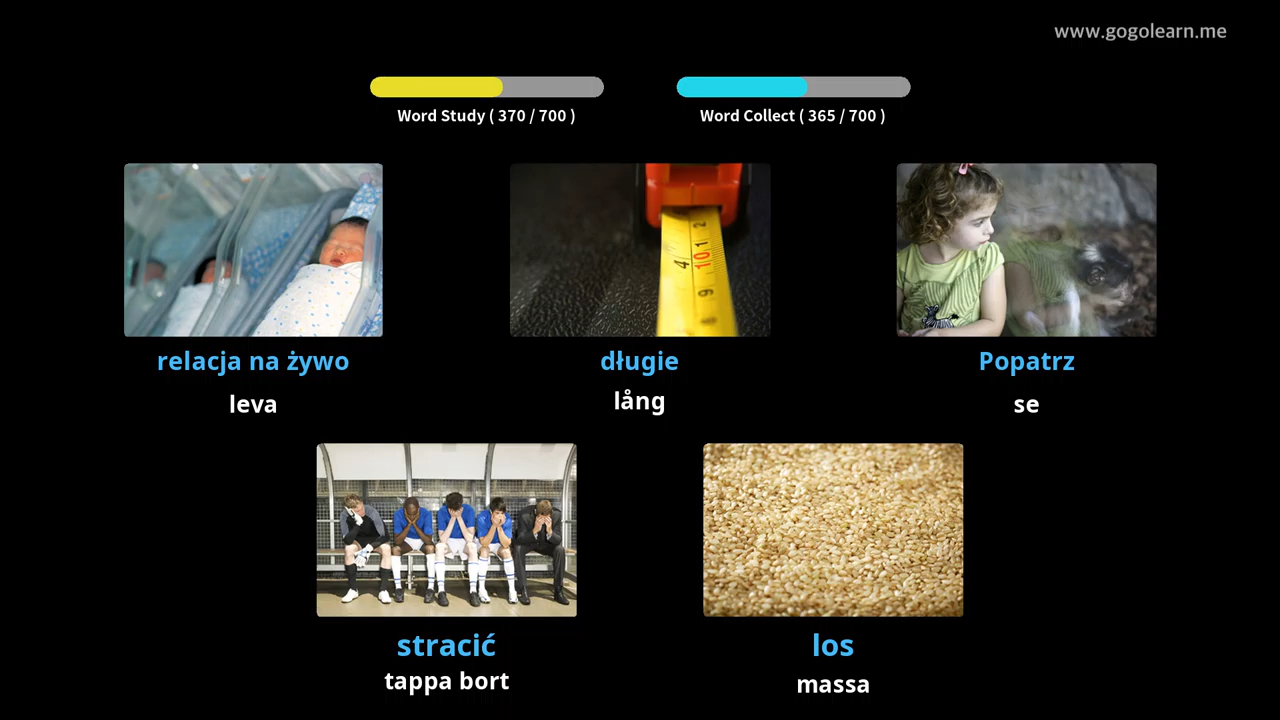 www.gogolearn.me
Word Study ( 370 / 700 )
Word Collect ( 365 / 700 )
relacja na żywo
leva
długie
lång
Popatrz
se
stracić
tappa bort
los
massa